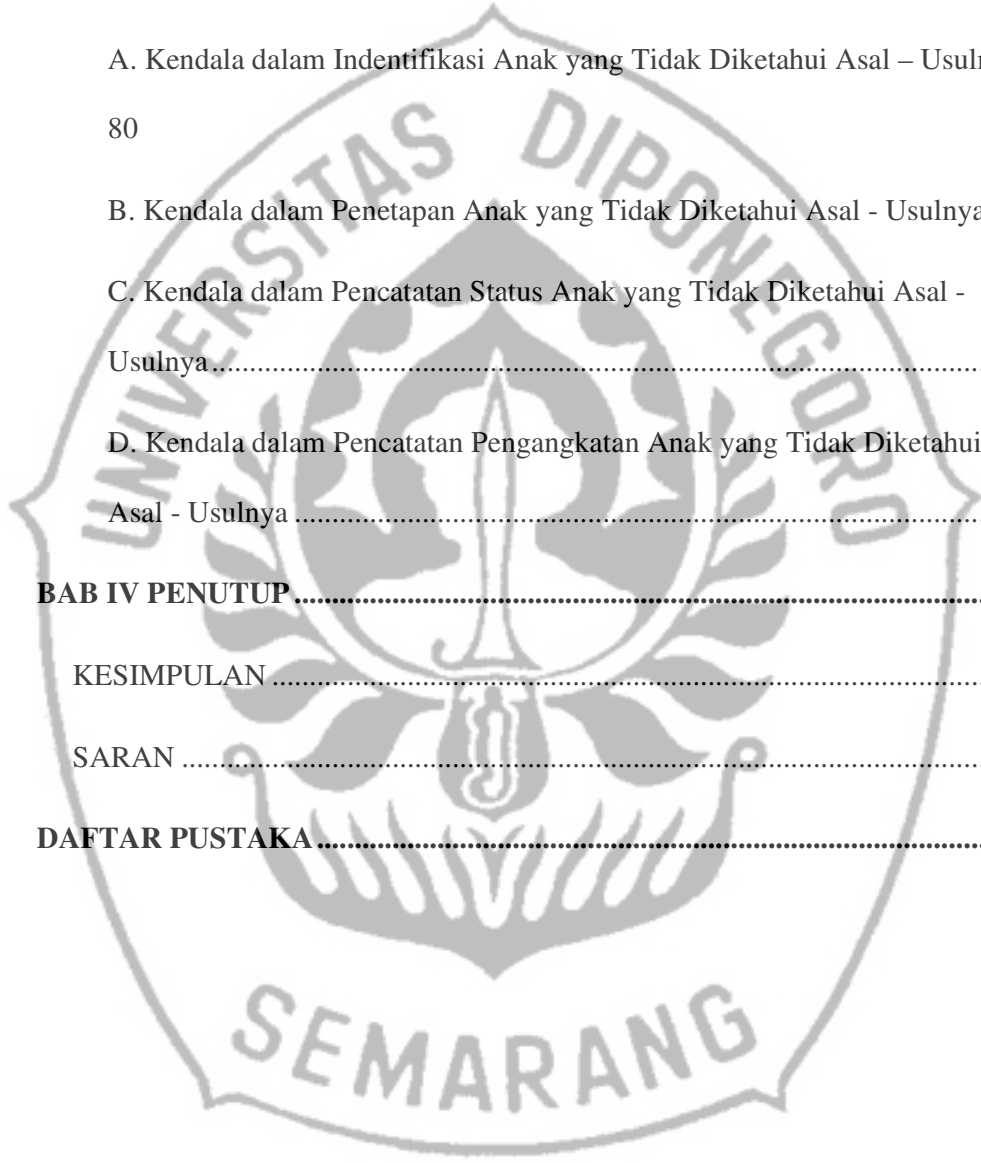 A. Kendala dalam Indentifikasi Anak yang Tidak Diketahui Asal – 
80
B. Kendala dalam Penetapan Anak yang Tidak Diketahui Asal - Usulnya
C. Kendala dalam Pencatatan Status Anak yang Tidak Diketahui Asal -
Usulnya....................................................................................................
D. Kendala dalam Pencatatan Pengangkatan Anak yang Tidak Diketahui
Asal - Usulnya ..........................................................................................
BAB IV PENUTUP ..........................................................................................
KESIMPULAN .............................................................................................
SARAN .........................................................................................................
DAFTAR PUSTAKA .......................................................................................
UNIVERSITAS DIPONEGORO
SEMARANG